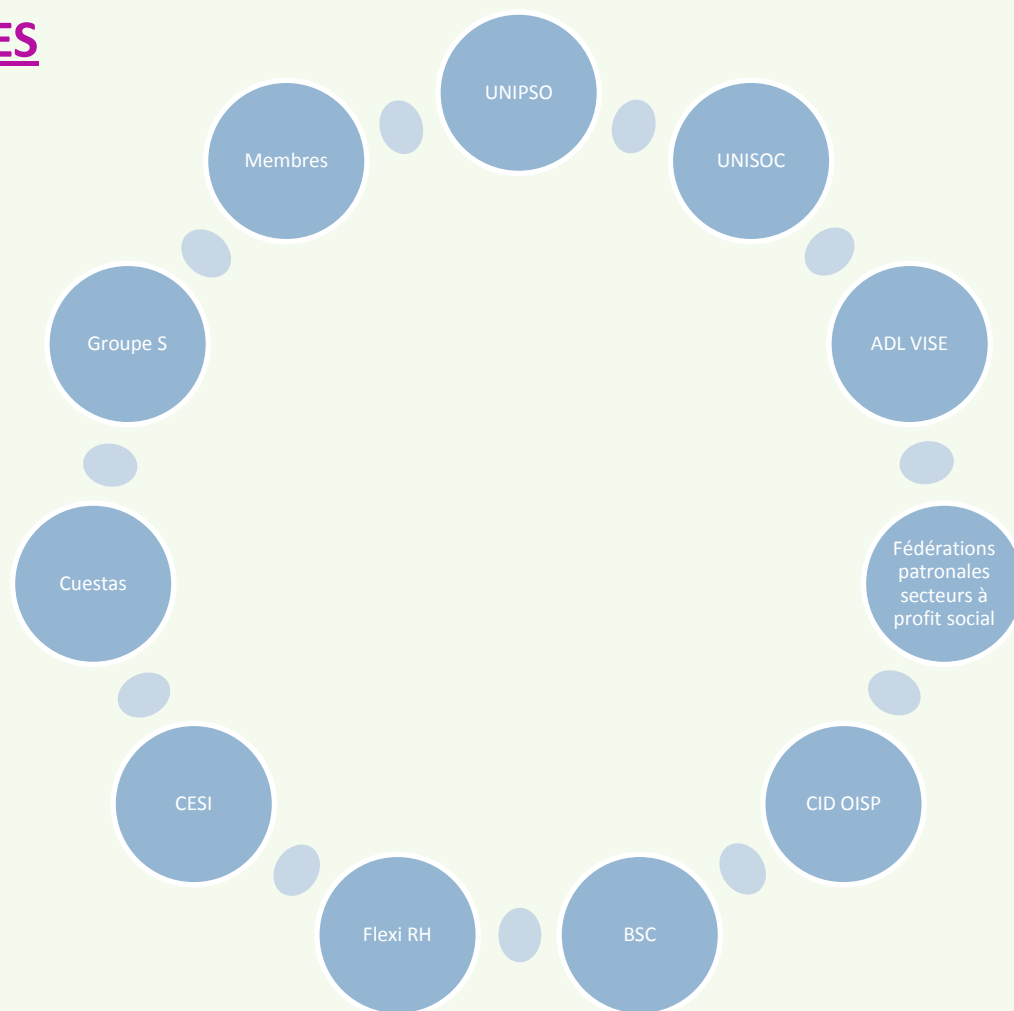 ES
UNIPSO
Membres
UNISOC
Groupe S
ADL VISE
Fédérations
patronales
secteurs à
profit social
Cuestas
CESI
CID OISP
Flexi RH
BSC